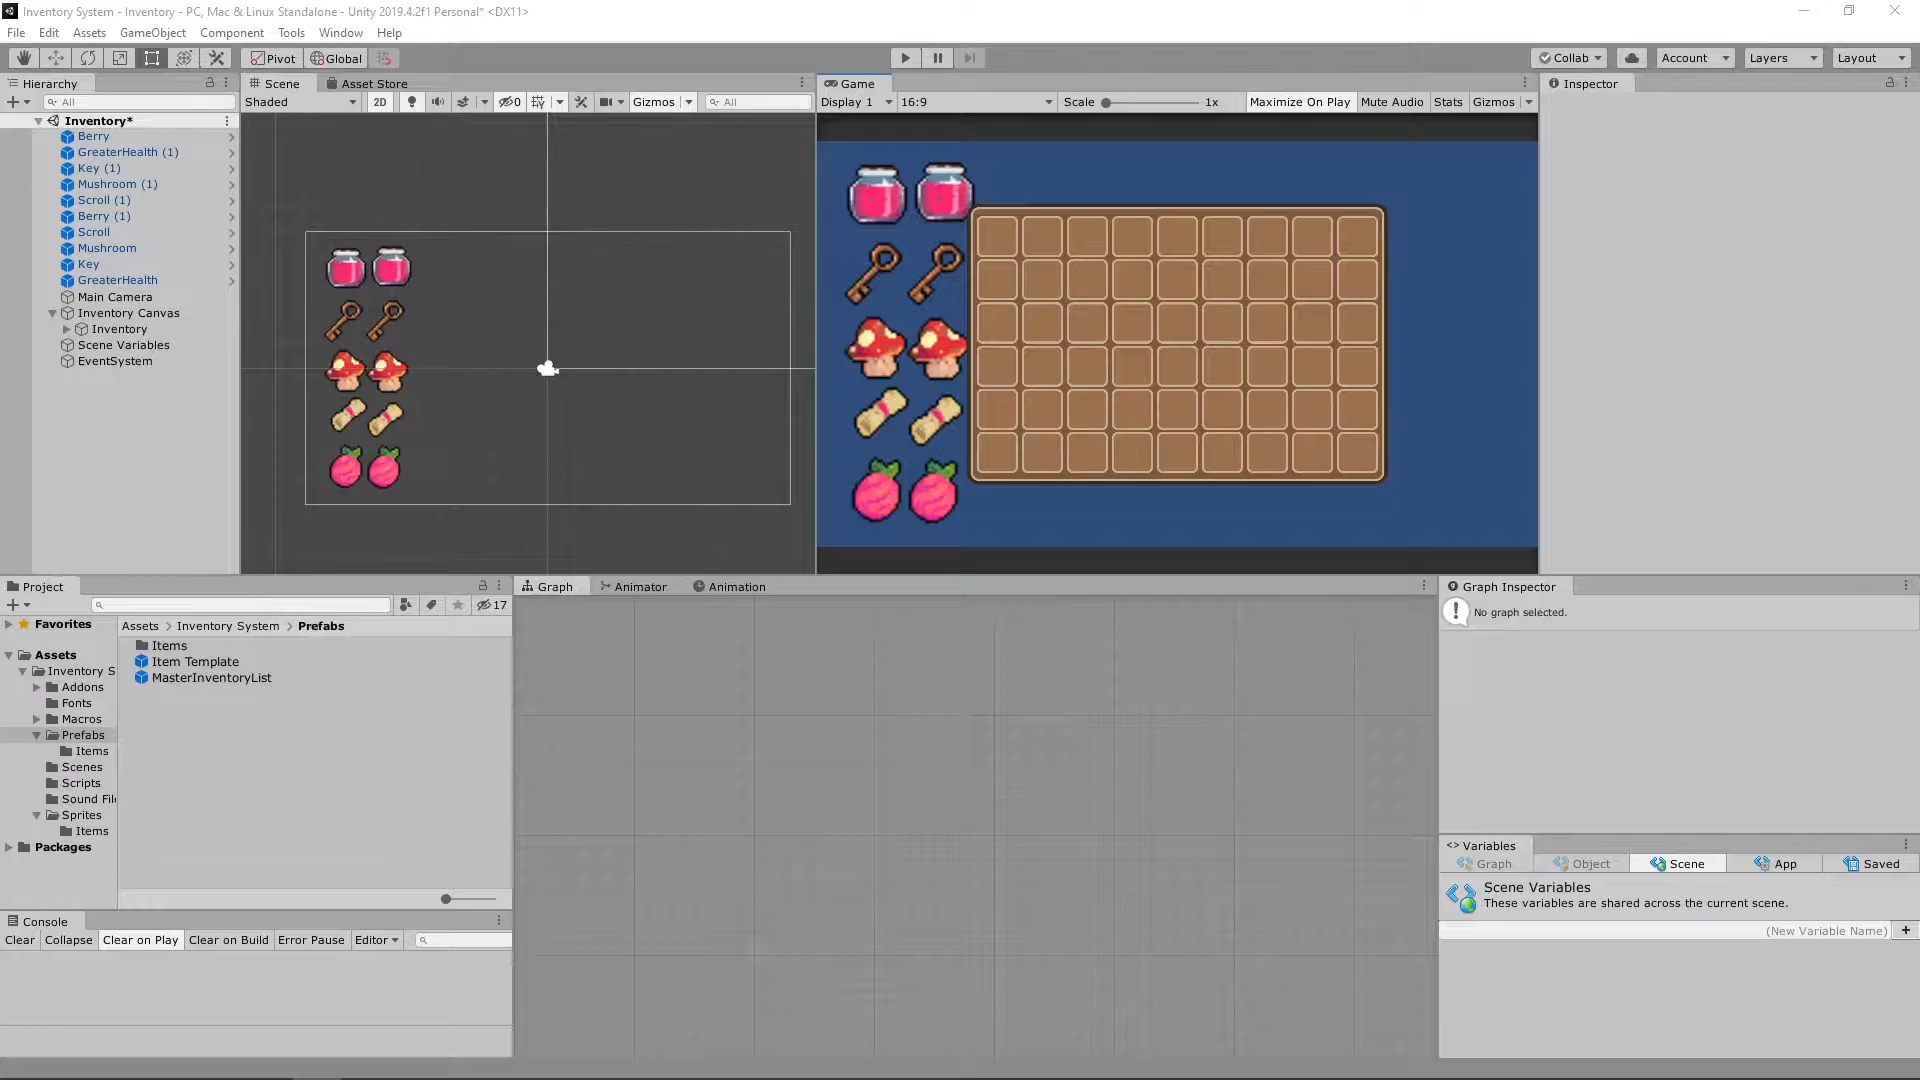 Inventory System - Inventory - PC, Mac & Linux Standalone - Unity 2019.4.2f1 Personal* <DX11>
File Edit Assets GameObject Component Tools Window Help
Pivot Global Collab Account Layers Layout
Hierarchy
All
Inventory*
Berry
GreaterHealth (1)
Key (1)
Mushroom (1)
Scroll (1)
Berry (1)
Scroll
Mushroom
Key
GreaterHealth
Main Camera
Inventory Canvas
Inventory
Scene Variables
EventSystem
Scene Asset Store
Shaded 2D 0 Gizmos All
Game
Display 1 16:9 Scale 1x Maximize On Play Mute Audio Stats Gizmos
Inspector
Project
17
Favorites
Assets
Inventory S
Addons
Fonts
Macros
Prefabs
Items
Scenes
Scripts
Sound Fil
Sprites
Items
Packages
Assets > Inventory System > Prefabs
Items
Item Template
MasterInventoryList
Console
Clear Collapse Clear on Play Clear on Build Error Pause Editor
Graph Animator Animation
Graph Inspector
No graph selected.
<> Variables
Graph Object Scene App Saved
Scene Variables
These variables are shared across the current scene.
(New Variable Name) +